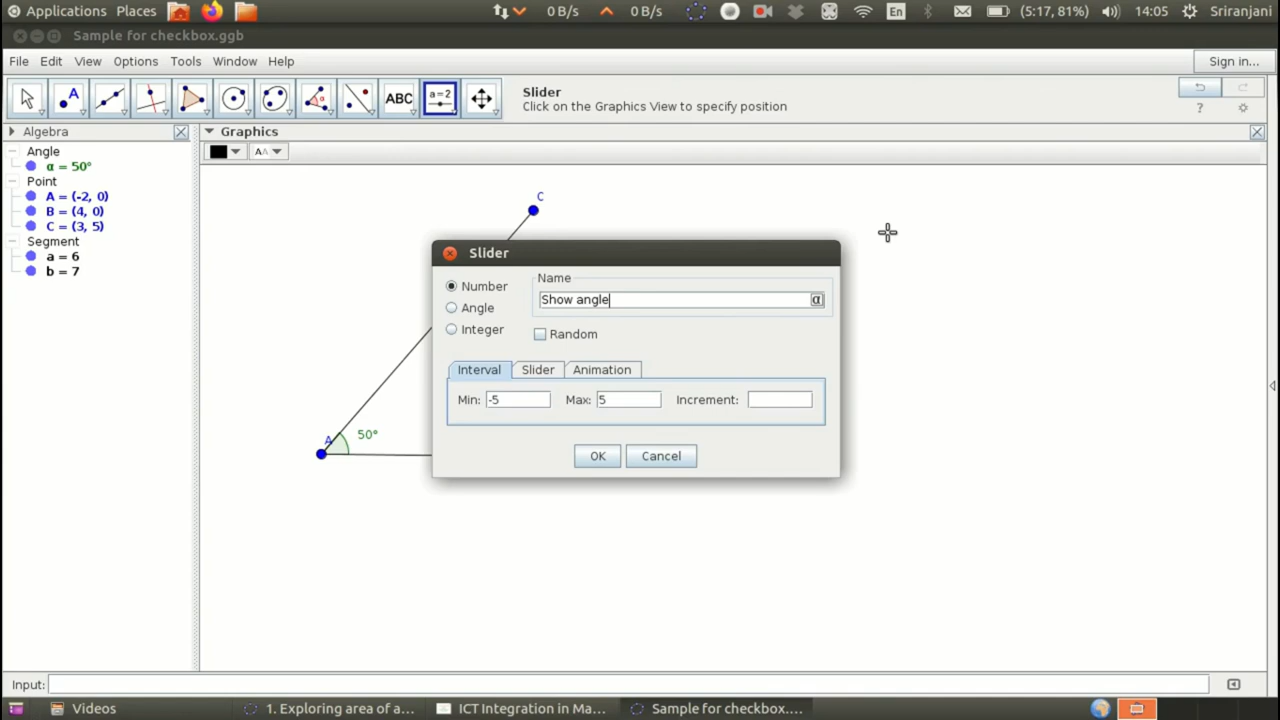 Applications Places 0 B/s 0 B/s En (5:17, 81%) 14:05 Sriranjani
Sample for checkbox.ggb
File Edit View Options Tools Window Help Sign in...
ABC a=2 Slider
Click on the Graphics View to specify position
Algebra Graphics
AA
Angle
α = 50°
Point
A = (-2, 0)
B = (4, 0)
C = (3, 5)
Segment
a = 6
b = 7
C
A 50°
Slider
Number
Angle
Integer
Name
Show angle α
Random
Interval Slider Animation
Min: -5 Max: 5 Increment:
OK Cancel
Input:
Videos 1. Exploring area of a... ICT Integration in Ma... Sample for checkbox....